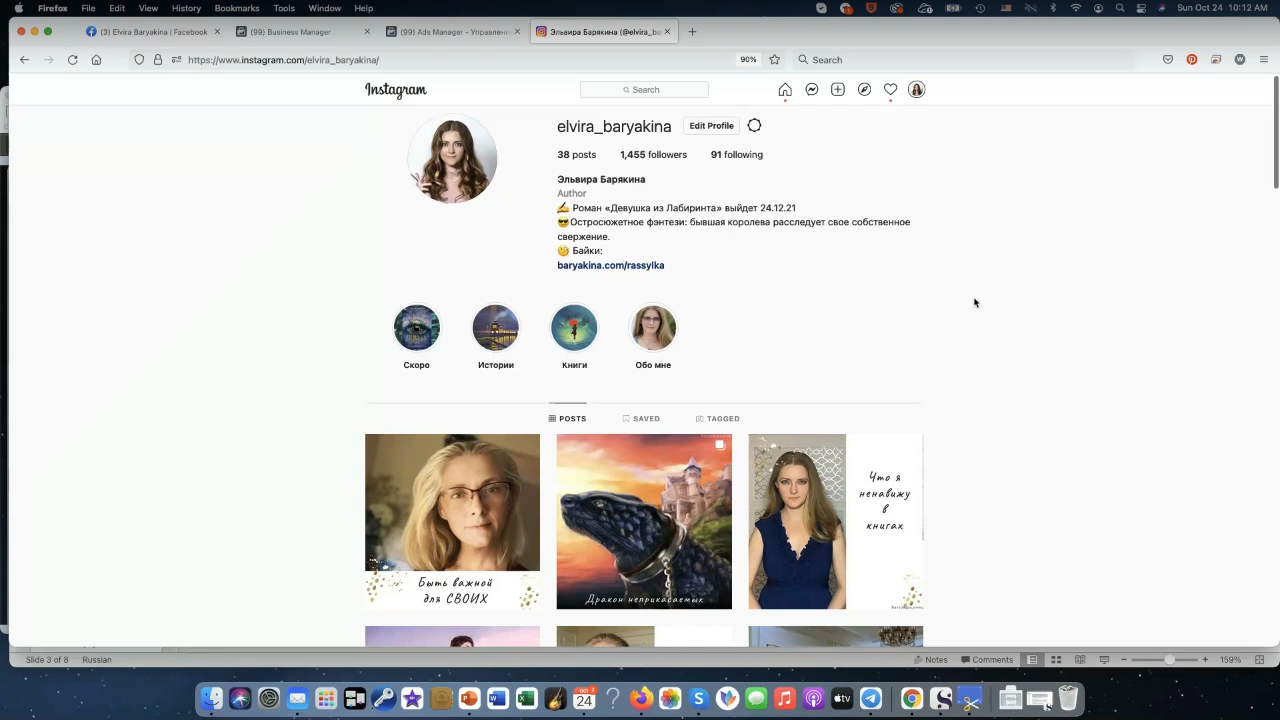 Firefox File Edit View History Bookmarks Tools Window Help
Sun Oct 24 10:12 AM
(3) Elvira Baryakina | Facebook
(99) Business Manager
(99) Ads Manager - Управлени
Эльвира Барякина (@elvira_ba
https://www.instagram.com/elvira_baryakina/
90%
Search
Instagram
Search
elvira_baryakina
Edit Profile
38 posts 1,455 followers 91 following
Эльвира Барякина
Author
✍️ Роман «Девушка из Лабиринта» выйдет 24.12.21
😎Остросюжетное фэнтези: бывшая королева расследует свое собственное
свержение.
🧐 Байки:
baryakina.com/rassylka
Скоро
Истории
Книги
Обо мне
POSTS
SAVED
TAGGED
Быть важной
для СВОИХ
Дракон неприкасаемых
Что я
ненавижу
в
книгах
Slide 3 of 8 Russian
Notes
Comments
159%
OCT
24
tv